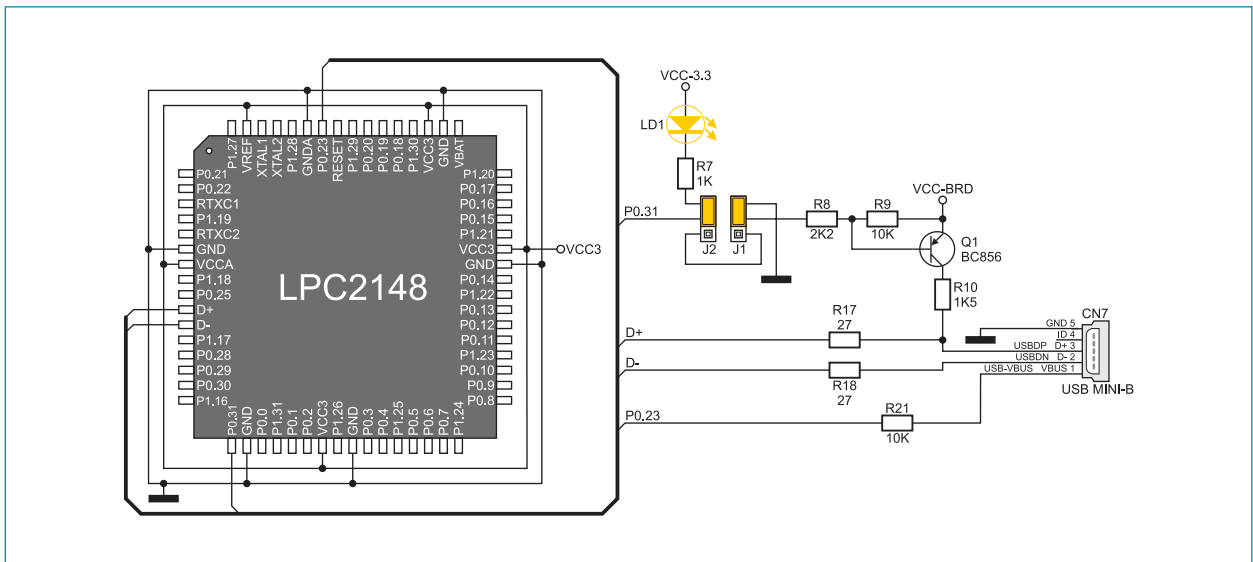 P1.27
VREF
XTAL1
XTAL2
P1.28
GNDA
P0.23
RESET
P1.29
P0.20
P0.19
P0.18
P1.30
VCC3
GND
VBAT
P0.21
P0.22
RTXC1
P1.19
RTXC2
GND
VCCA
P1.18
P0.25
D+
D-
P1.17
P0.28
P0.29
P0.30
P1.16
LPC2148
P1.20
P0.17
P0.16
P0.15
P1.21
VCC3
GND
P0.14
P1.22
P0.13
P0.12
P0.11
P1.23
P0.10
P0.9
P0.8
P0.31
GND
P0.0
P1.31
P0.1
P0.2
VCC3
P1.26
GND
P0.3
P0.4
P1.25
P0.5
P0.6
P0.7
P1.24
VCC3
VCC-3.3
LD1
R7
1K
P0.31
J2
J1
R8
2K2
R9
10K
VCC-BRD
Q1
BC856
R10
1K5
D+
R17
27
D-
R18
27
P0.23
R21
10K
CN7
GND 5
ID 4
USBDP D+ 3
USBDN D- 2
USB-VBUS VBUS 1
USB MINI-B